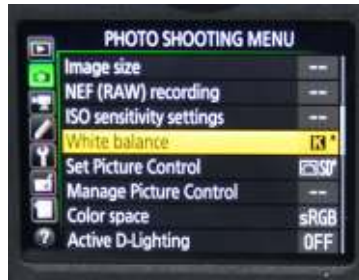 PHOTO SHOOTING MENU
Image size --
NEF (RAW) recording --
ISO sensitivity settings --
White balance K*
Set Picture Control SD*
Manage Picture Control --
Color space sRGB
Active D-Lighting OFF
?